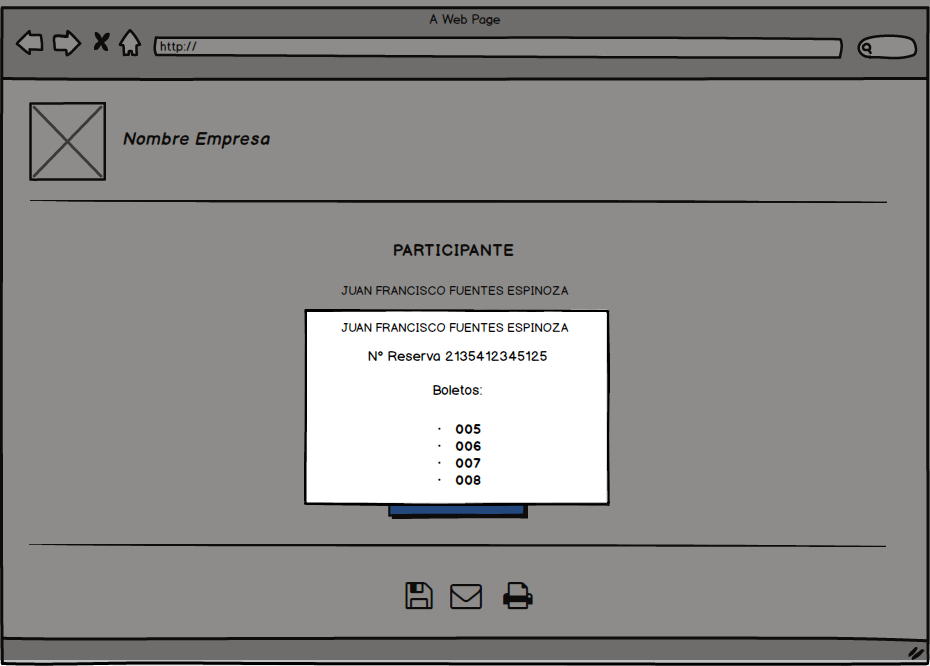 A Web Page
http://
Nombre Empresa
PARTICIPANTE
JUAN FRANCISCO FUENTES ESPINOZA
JUAN FRANCISCO FUENTES ESPINOZA
N° Reserva 2135412345125
Boletos:
· 005
· 006
· 007
· 008